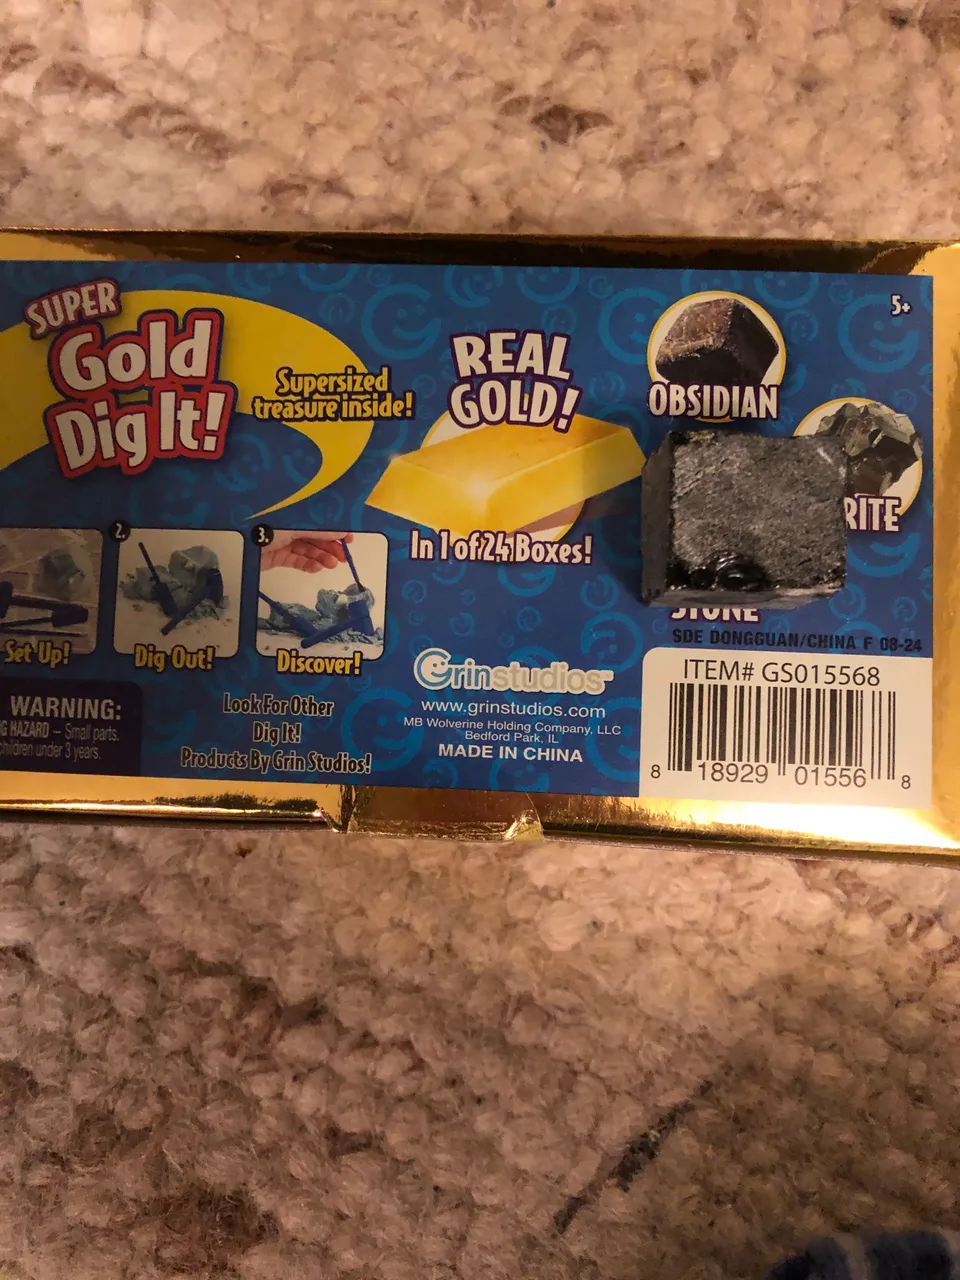 SUPER
Gold
Dig It!
Supersized
treasure inside!
REAL
GOLD!
In 1 of 24 Boxes!
5+
OBSIDIAN
RITE
STONE
SDE DONGGUAN/CHINA F 08-24
2.
3.
Set Up!
Dig Out!
Discover!
WARNING:
G HAZARD – Small parts.
children under 3 years.
Look For Other
Dig It!
Products By Grin Studios!
Grinstudios™
www.grinstudios.com
MB Wolverine Holding Company, LLC
Bedford Park, IL
MADE IN CHINA
ITEM# GS015568
8 18929 01556 8